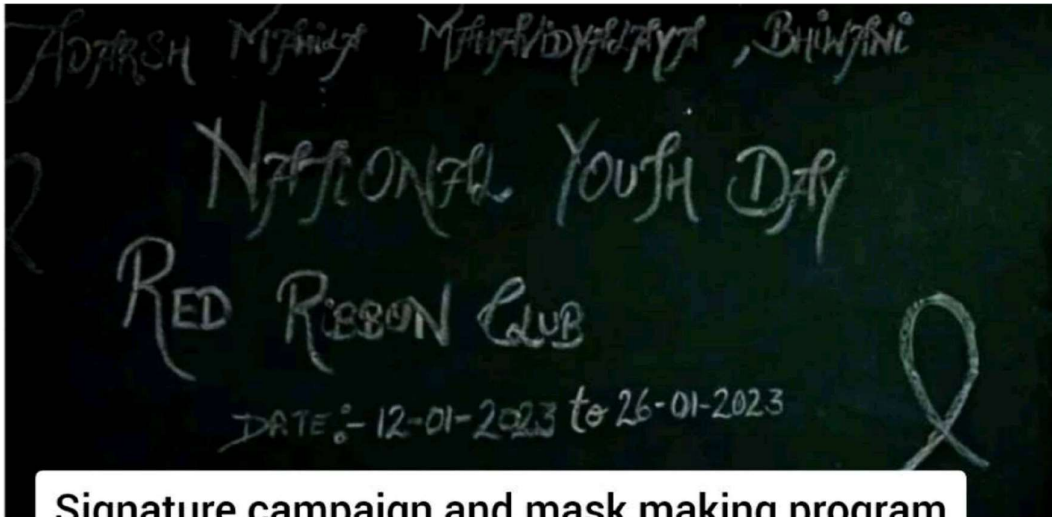 ADARSH MAHILA MAHAVIDYALAYA, BHIWANI
NATIONAL YOUTH DAY
RED RIBBON CLUB
DATE:- 12-01-2023 to 26-01-2023
Signature campaign and mask making program